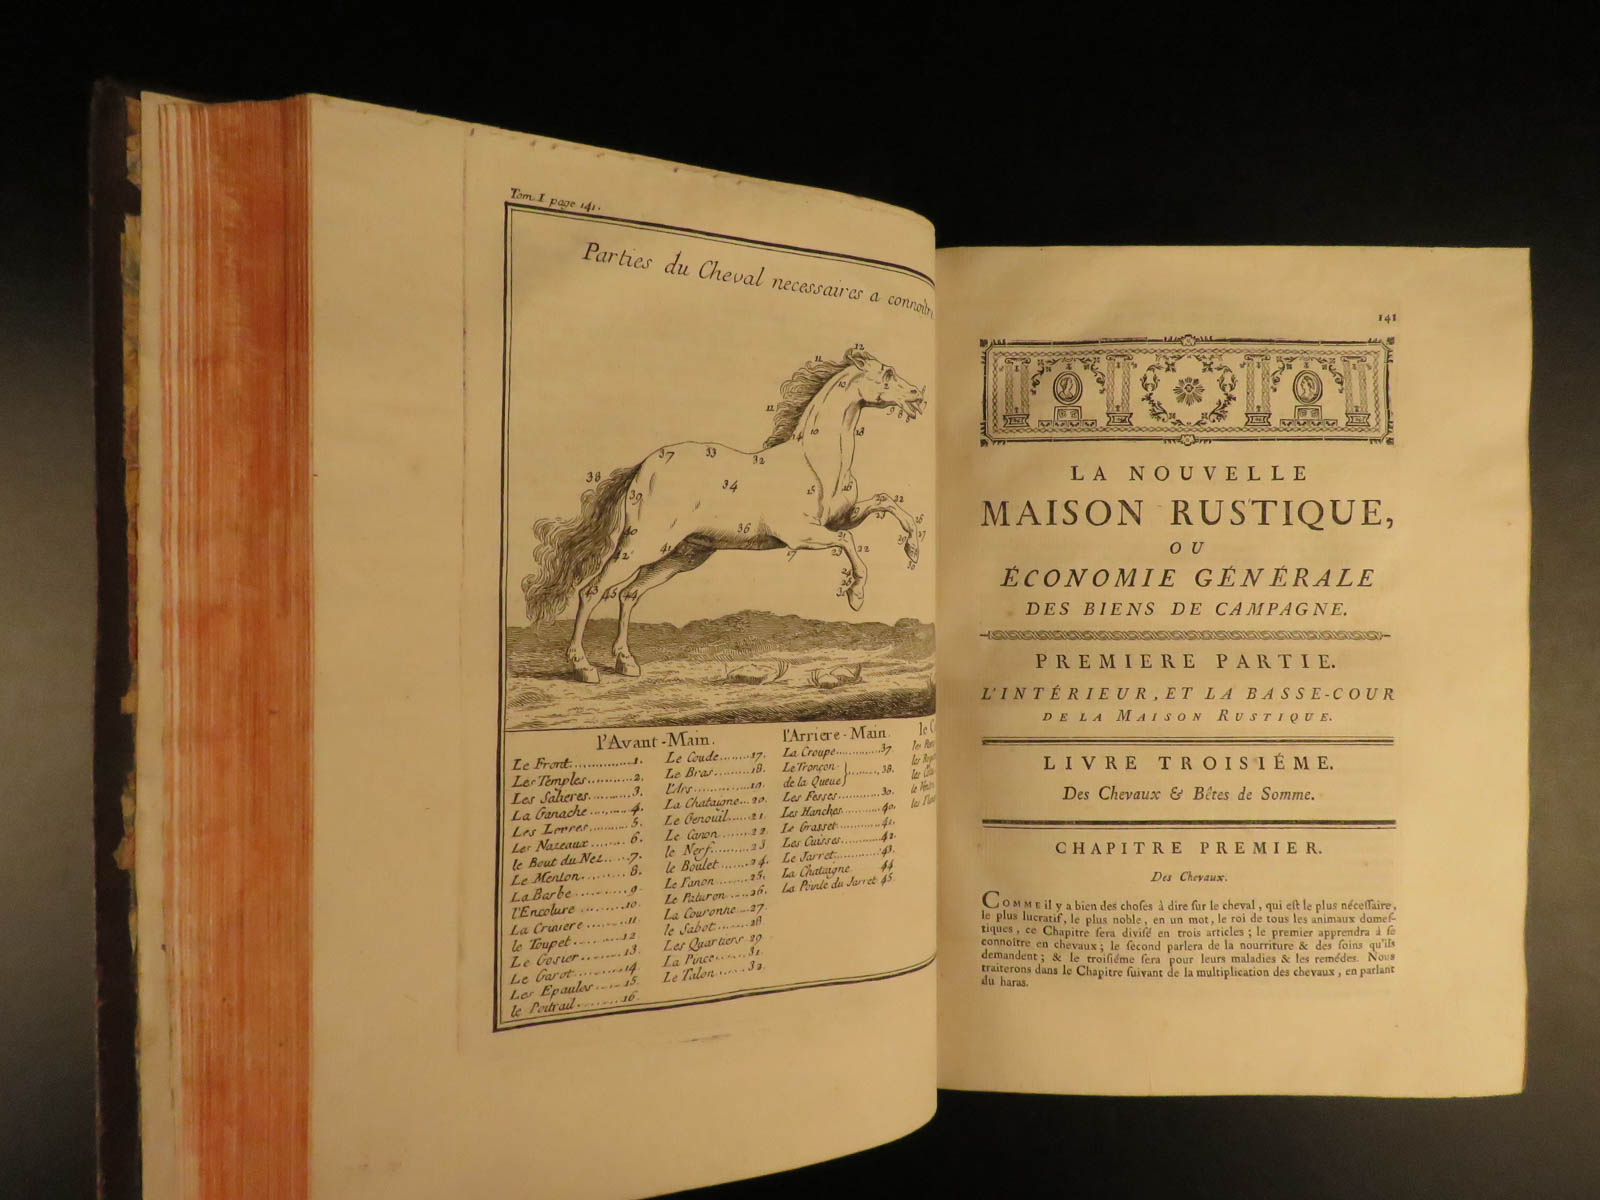 Tom I page 141.
Parties du Cheval necessaires a connoître
l'Avant-Main.
Le Front 1.
Les Temples 2.
Les Salieres 3.
La Ganache 4.
Les Levres 5.
Les Nazeaux 6.
le Bout du Nez 7.
Le Menton 8.
La Barbe 9.
l'Encolure 10.
La Criniere 11.
le Toupet 12.
Le Gosier 13.
Le Garot 14.
Les Epaules 15.
le Poitrail 16.
Le Coude 17.
Le Bras 18.
l'Ars 19.
La Chataigne 20.
Le Genouil 21.
Le Canon 22.
le Nerf 23
le Boulet 24.
Le Fanon 25.
Le Paturon 26.
La Couronne 27.
le Sabot 28
Les Quartiers 29
La Pince 31.
Le Talon 32.
l'Arriere-Main.
La Croupe 37.
Le Tronçon
de la Queue 38.
Les Fesses 39.
Les Hanches 40.
Le Grasset 41.
Les Cuisses 42.
Le Jarret 43.
La Chataigne 44
La Pointe du Jarret 45.
141
LA NOUVELLE
MAISON RUSTIQUE,
OU
ÉCONOMIE GÉNÉRALE
DES BIENS DE CAMPAGNE.
PREMIERE PARTIE.
L'INTÉRIEUR, ET LA BASSE-COUR
DE LA MAISON RUSTIQUE.
LIVRE TROISIÉME.
Des Chevaux & Bêtes de Somme.
CHAPITRE PREMIER.
Des Chevaux.
COMME il y a bien des choses à dire sur le cheval, qui est le plus nécessaire,
le plus lucratif, le plus noble, en un mot, le roi de tous les animaux domes-
tiques, ce Chapitre sera divisé en trois articles; le premier apprendra à se
connoître en chevaux; le second parlera de la nourriture & des soins qu'ils
demandent; & le troisiéme sera pour leurs maladies & les remédes. Nous
traiterons dans le Chapitre suivant de la multiplication des chevaux, en parlant
du haras.